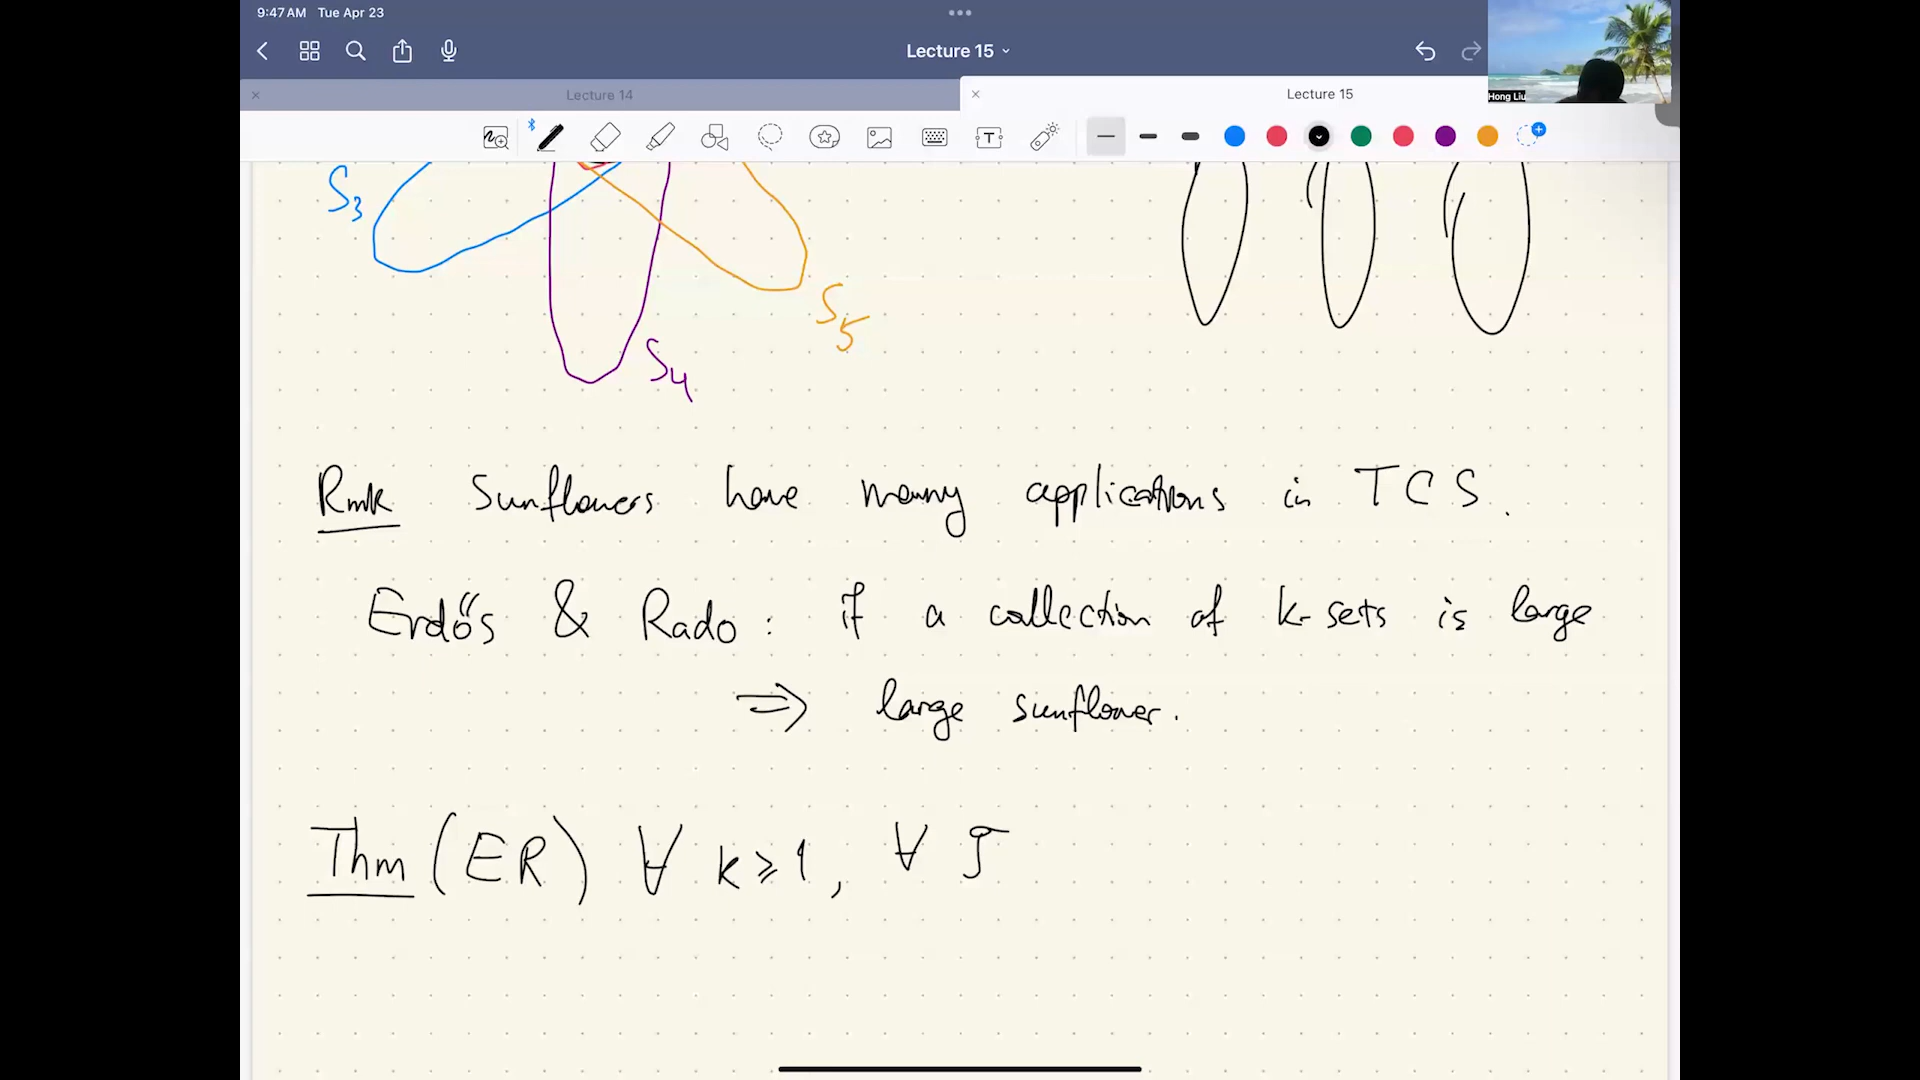 9:47 AM Tue Apr 23
Lecture 15
Hong Liu
Lecture 14
Lecture 15
S₃
S₅
S₄
Rmk Sunflowers have many applications in TCS.
Erdős & Rado : if a collection of k-sets is large
⇒ large sunflower.
Thm (ER) ∀ k ≥ 1, ∀ F